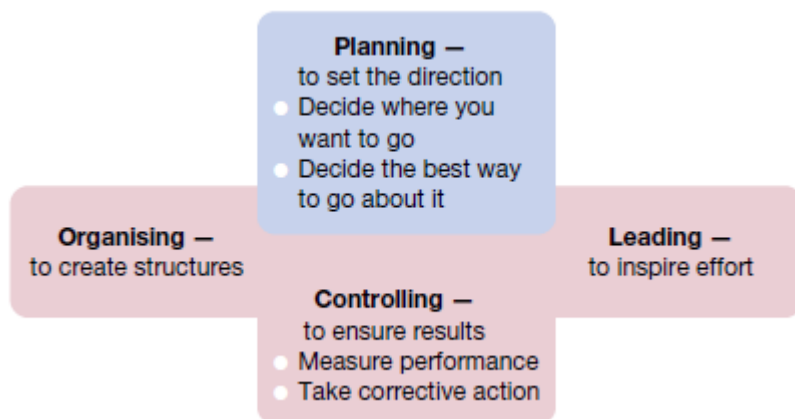 Planning —
to set the direction
Decide where you
want to go
Decide the best way
to go about it
Organising —
to create structures
Leading —
to inspire effort
Controlling —
to ensure results
Measure performance
Take corrective action